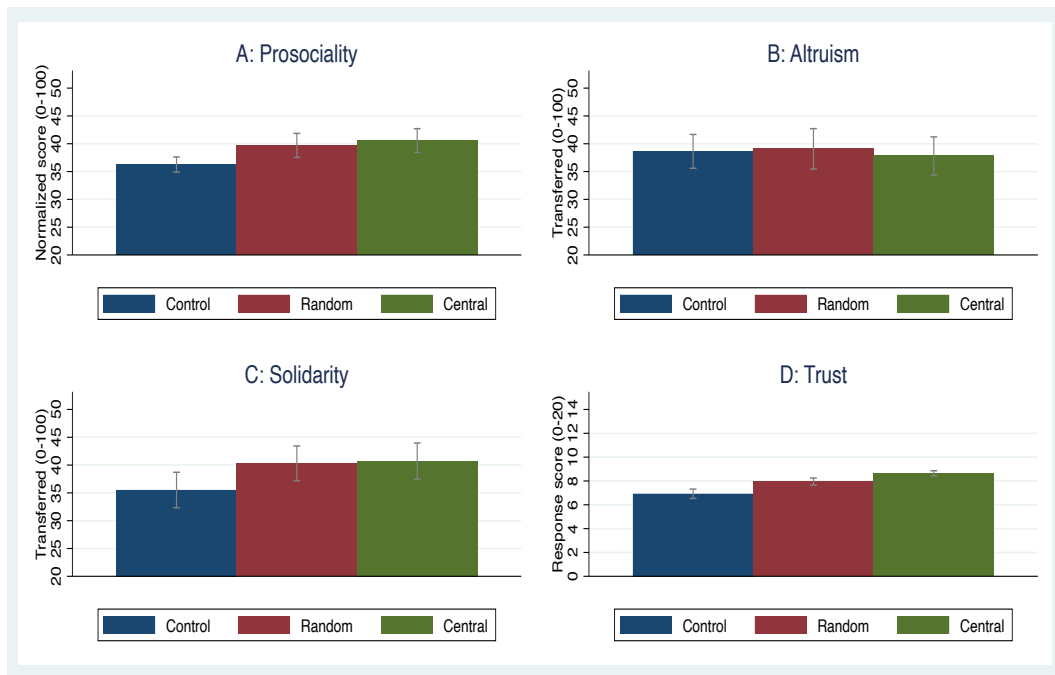 A: Prosociality
Normalized score (0-100)
50
45
40
35
30
25
20
Control Random Central
B: Altruism
Transferred (0-100)
50
45
40
35
30
25
20
Control Random Central
C: Solidarity
Transferred (0-100)
50
45
40
35
30
25
20
Control Random Central
D: Trust
Response score (0-20)
14
12
10
8
6
4
2
0
Control Random Central